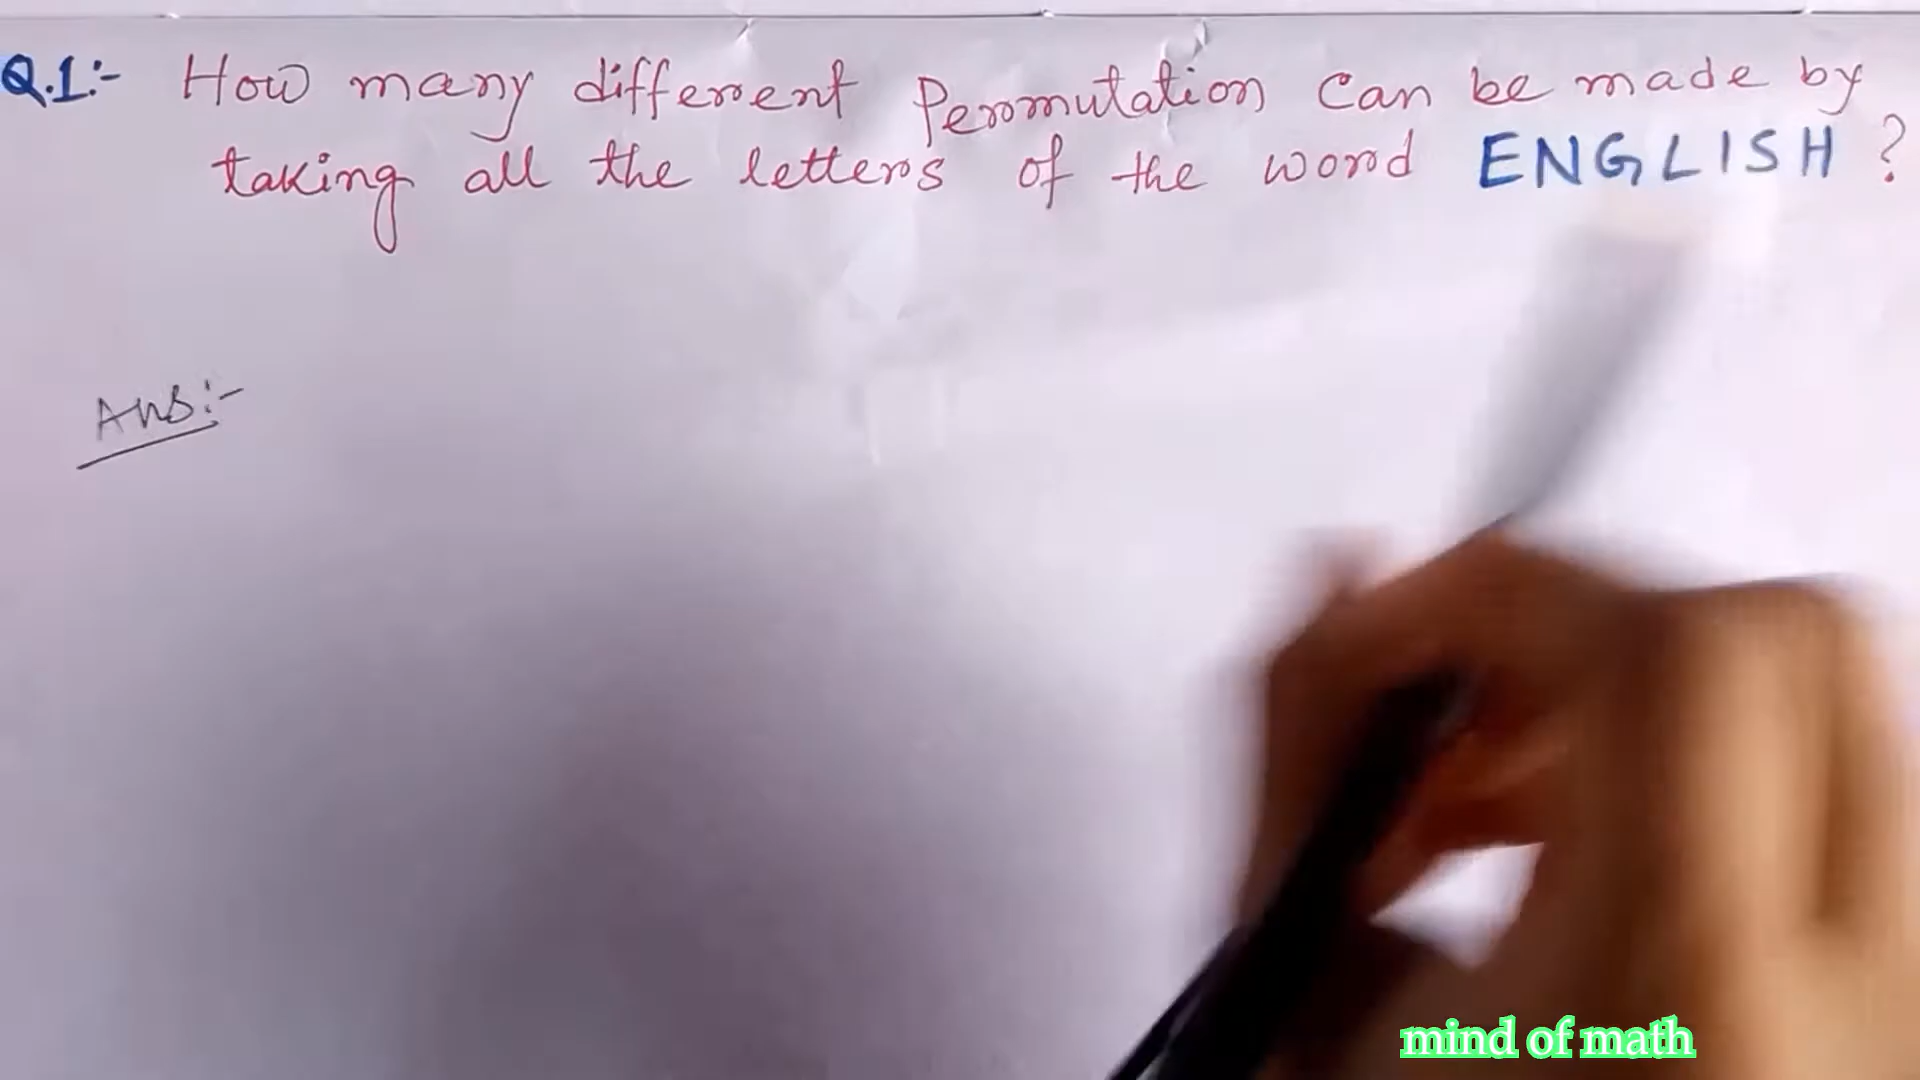 Q.1:- How many different Permutation can be made by
taking all the letters of the word ENGLISH ?
Ans:-
mind of math